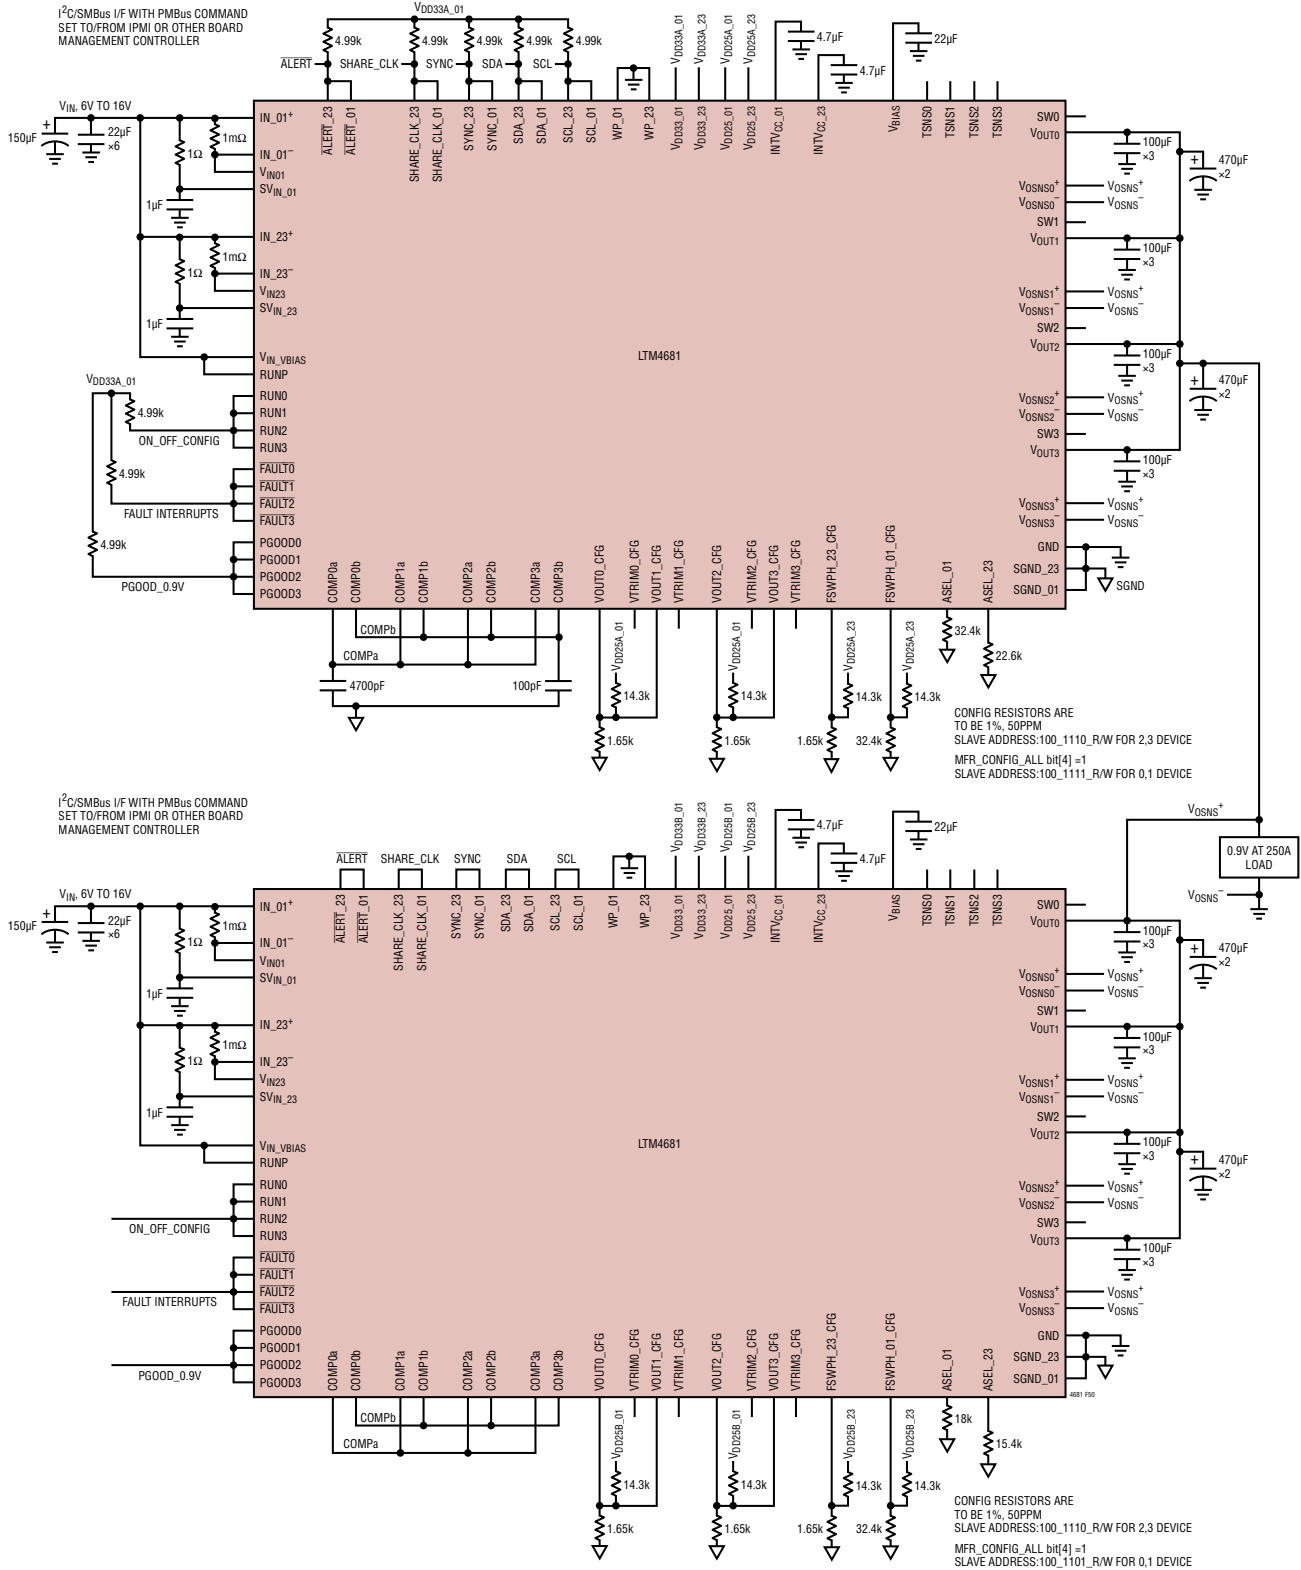 I²C/SMBus I/F WITH PMBus COMMAND
SET TO/FROM IPMI OR OTHER BOARD
MANAGEMENT CONTROLLER
VDD33A_01
4.99k
4.99k
4.99k
4.99k
4.99k
ALERT
SHARE_CLK
SYNC
SDA
SCL
VDD33A_01
VDD33A_23
VDD25A_01
VDD25A_23
4.7µF
4.7µF
22µF
ALERT_23
ALERT_01
SHARE_CLK_23
SHARE_CLK_01
SYNC_23
SYNC_01
SDA_23
SDA_01
SCL_23
SCL_01
WP_01
WP_23
VDD33_01
VDD33_23
VDD25_01
VDD25_23
INTVCC_01
INTVCC_23
VBIAS
TSNS0
TSNS1
TSNS2
TSNS3
VIN, 6V TO 16V
150µF
+
22µF
×6
1Ω
1mΩ
1µF
1Ω
1mΩ
1µF
IN_01+
IN_01–
VIN01
SVIN_01
IN_23+
IN_23–
VIN23
SVIN_23
VIN_VBIAS
RUNP
VDD33A_01
4.99k
ON_OFF_CONFIG
4.99k
FAULT INTERRUPTS
4.99k
PGOOD_0.9V
RUN0
RUN1
RUN2
RUN3
FAULT0
FAULT1
FAULT2
FAULT3
PGOOD0
PGOOD1
PGOOD2
PGOOD3
LTM4681
SW0
VOUT0
VOSNS0+
VOSNS0–
SW1
VOUT1
VOSNS1+
VOSNS1–
SW2
VOUT2
VOSNS2+
VOSNS2–
SW3
VOUT3
VOSNS3+
VOSNS3–
GND
SGND_23
SGND_01
100µF
×3
+
470µF
×2
VOSNS+
VOSNS–
100µF
×3
VOSNS+
VOSNS–
100µF
×3
+
470µF
×2
VOSNS+
VOSNS–
100µF
×3
VOSNS+
VOSNS–
SGND
COMP0a
COMP0b
COMP1a
COMP1b
COMP2a
COMP2b
COMP3a
COMP3b
VOUT0_CFG
VTRIM0_CFG
VOUT1_CFG
VTRIM1_CFG
VOUT2_CFG
VTRIM2_CFG
VOUT3_CFG
VTRIM3_CFG
FSWPH_23_CFG
FSWPH_01_CFG
ASEL_01
ASEL_23
COMPb
COMPa
4700pF
100pF
VDD25A_01
14.3k
1.65k
VDD25A_01
14.3k
1.65k
VDD25A_23
14.3k
1.65k
VDD25A_23
14.3k
32.4k
32.4k
22.6k
CONFIG RESISTORS ARE
TO BE 1%, 50PPM
SLAVE ADDRESS:100_1110_R/W FOR 2,3 DEVICE
MFR_CONFIG_ALL bit[4] =1
SLAVE ADDRESS:100_1111_R/W FOR 0,1 DEVICE
I²C/SMBus I/F WITH PMBus COMMAND
SET TO/FROM IPMI OR OTHER BOARD
MANAGEMENT CONTROLLER
ALERT
SHARE_CLK
SYNC
SDA
SCL
VDD33B_01
VDD33B_23
VDD25B_01
VDD25B_23
4.7µF
4.7µF
22µF
VOSNS+
0.9V AT 250A
LOAD
VOSNS–
ALERT_23
ALERT_01
SHARE_CLK_23
SHARE_CLK_01
SYNC_23
SYNC_01
SDA_23
SDA_01
SCL_23
SCL_01
WP_01
WP_23
VDD33_01
VDD33_23
VDD25_01
VDD25_23
INTVCC_01
INTVCC_23
VBIAS
TSNS0
TSNS1
TSNS2
TSNS3
VIN, 6V TO 16V
150µF
+
22µF
×6
1Ω
1mΩ
1µF
1Ω
1mΩ
1µF
IN_01+
IN_01–
VIN01
SVIN_01
IN_23+
IN_23–
VIN23
SVIN_23
VIN_VBIAS
RUNP
ON_OFF_CONFIG
FAULT INTERRUPTS
PGOOD_0.9V
RUN0
RUN1
RUN2
RUN3
FAULT0
FAULT1
FAULT2
FAULT3
PGOOD0
PGOOD1
PGOOD2
PGOOD3
LTM4681
SW0
VOUT0
VOSNS0+
VOSNS0–
SW1
VOUT1
VOSNS1+
VOSNS1–
SW2
VOUT2
VOSNS2+
VOSNS2–
SW3
VOUT3
VOSNS3+
VOSNS3–
GND
SGND_23
SGND_01
100µF
×3
+
470µF
×2
VOSNS+
VOSNS–
100µF
×3
VOSNS+
VOSNS–
100µF
×3
+
470µF
×2
VOSNS+
VOSNS–
100µF
×3
VOSNS+
VOSNS–
4681 F50
COMP0a
COMP0b
COMP1a
COMP1b
COMP2a
COMP2b
COMP3a
COMP3b
VOUT0_CFG
VTRIM0_CFG
VOUT1_CFG
VTRIM1_CFG
VOUT2_CFG
VTRIM2_CFG
VOUT3_CFG
VTRIM3_CFG
FSWPH_23_CFG
FSWPH_01_CFG
ASEL_01
ASEL_23
COMPb
COMPa
VDD25B_01
14.3k
1.65k
VDD25B_01
14.3k
1.65k
VDD25B_23
14.3k
1.65k
VDD25B_23
14.3k
32.4k
18k
15.4k
CONFIG RESISTORS ARE
TO BE 1%, 50PPM
SLAVE ADDRESS:100_1110_R/W FOR 2,3 DEVICE
MFR_CONFIG_ALL bit[4] =1
SLAVE ADDRESS:100_1101_R/W FOR 0,1 DEVICE